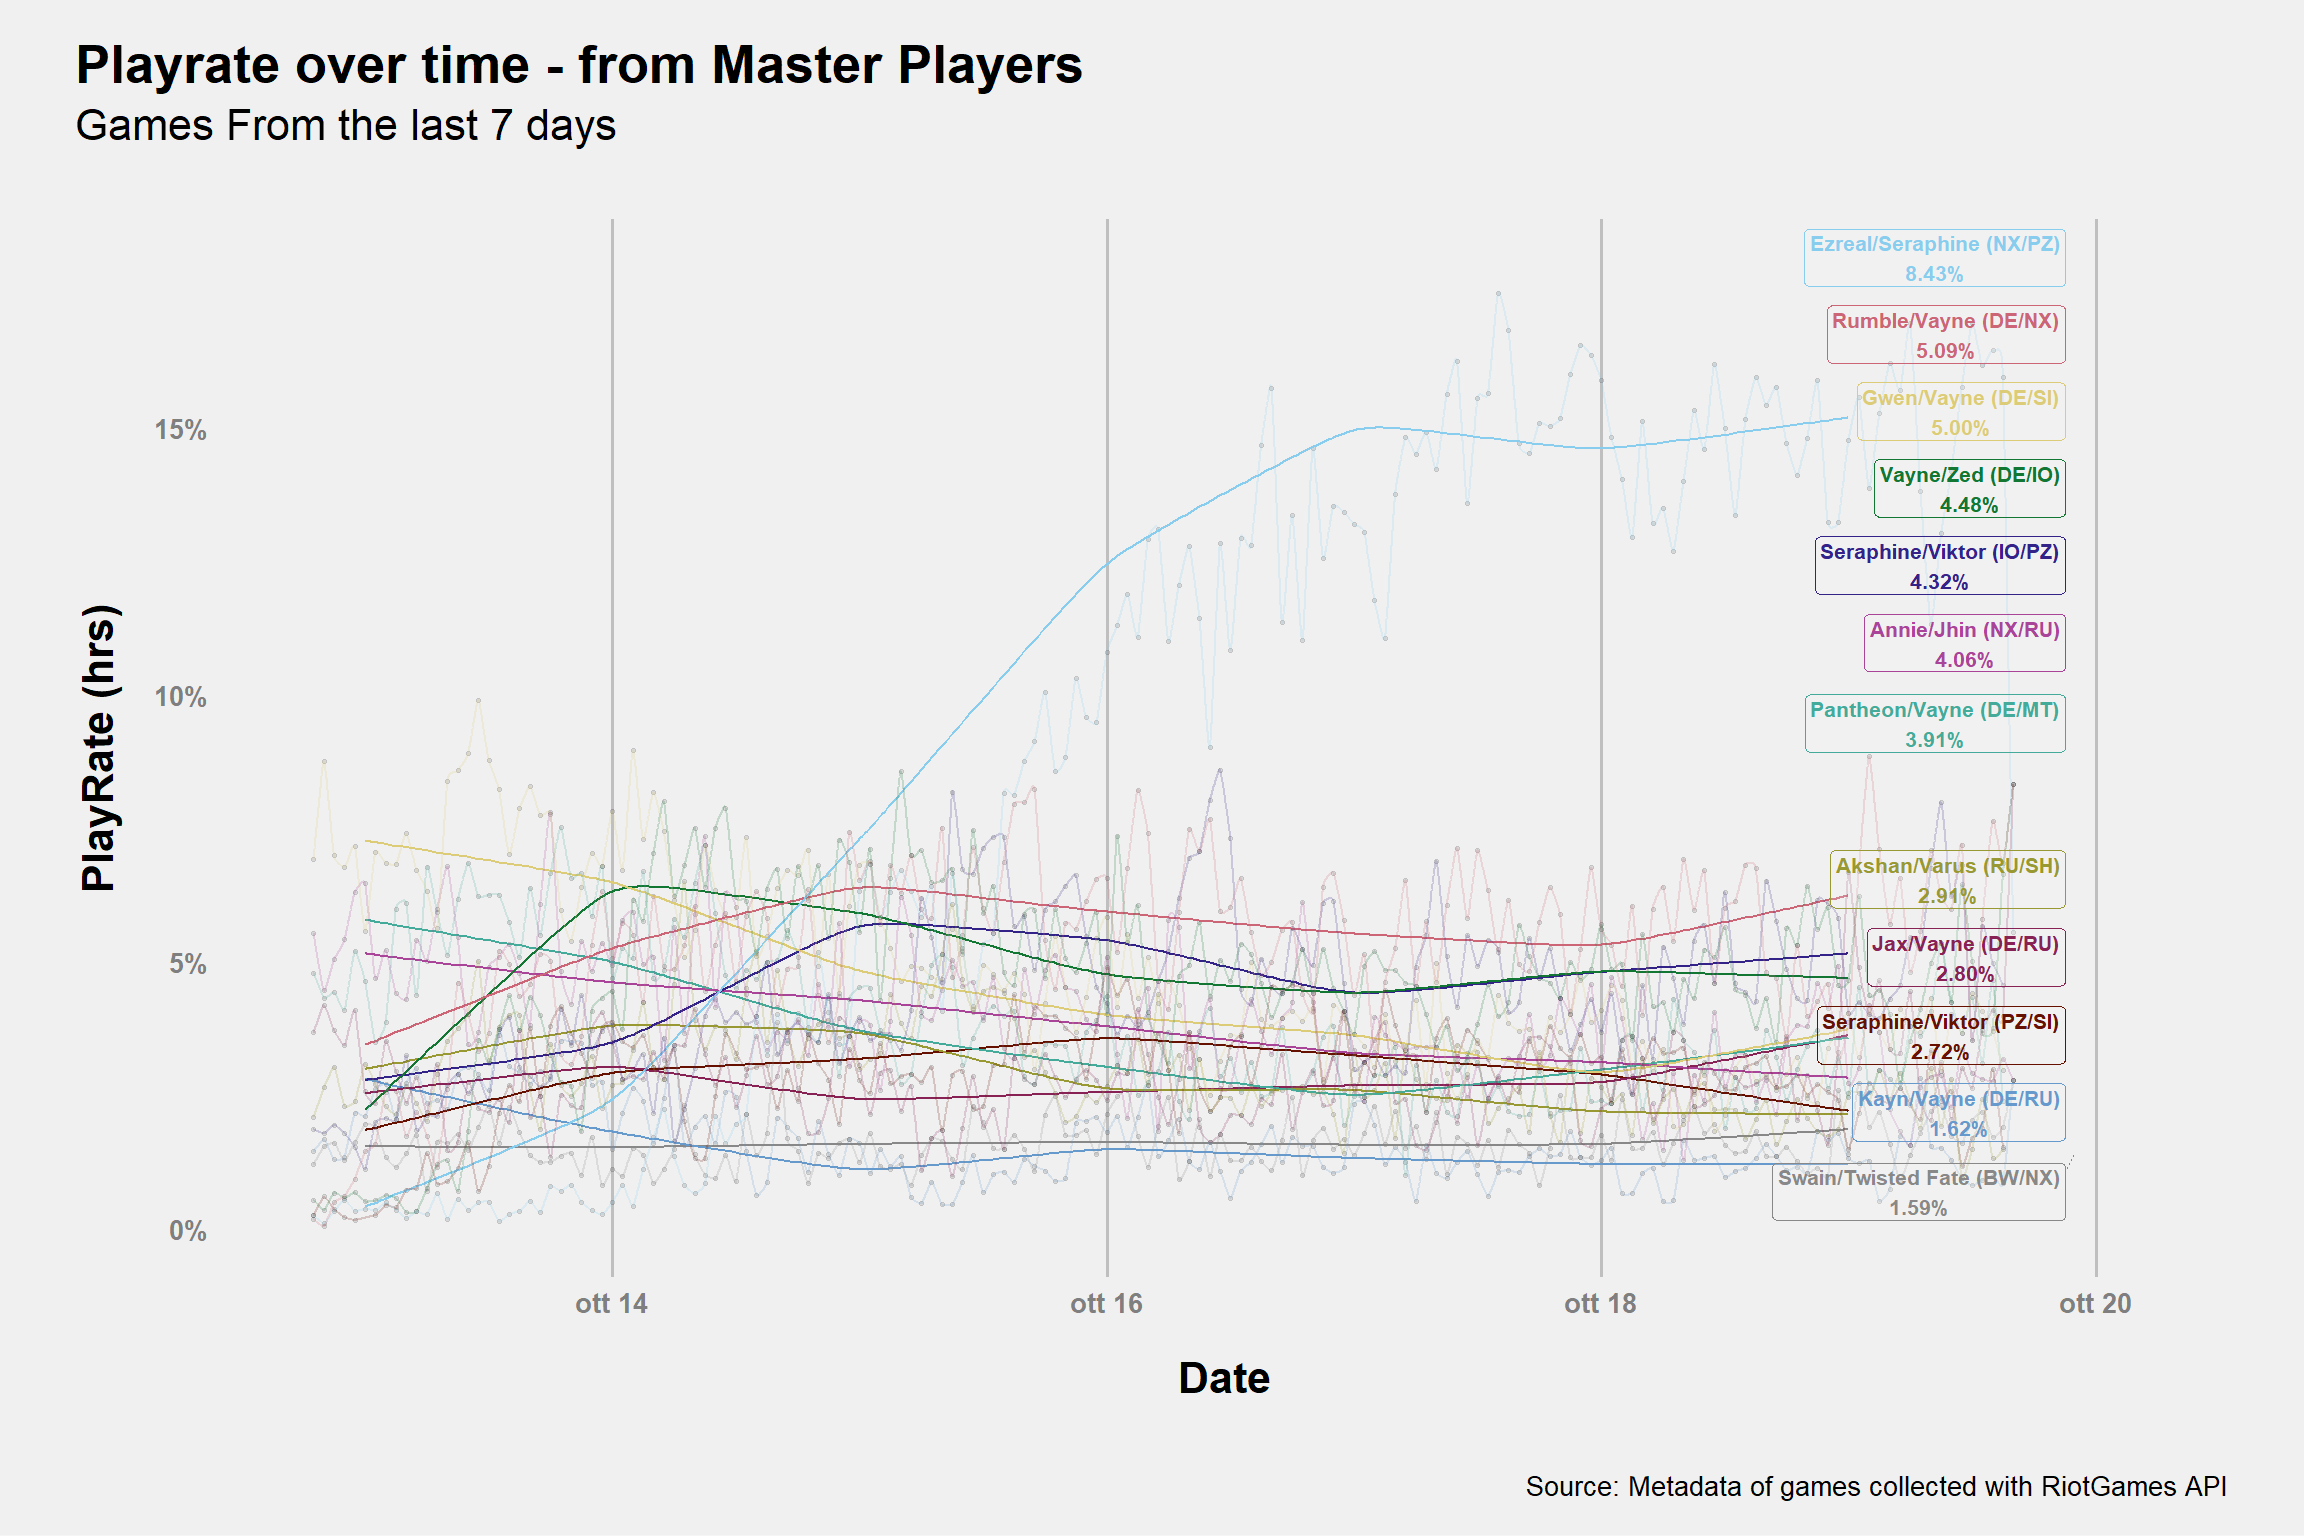 Playrate over time - from Master Players
Games From the last 7 days
Ezreal/Seraphine (NX/PZ)
8.43%
Rumble/Vayne (DE/NX)
5.09%
Gwen/Vayne (DE/SI)
5.00%
Vayne/Zed (DE/IO)
4.48%
Seraphine/Viktor (IO/PZ)
4.32%
Annie/Jhin (NX/RU)
4.06%
Pantheon/Vayne (DE/MT)
3.91%
Akshan/Varus (RU/SH)
2.91%
Jax/Vayne (DE/RU)
2.80%
Seraphine/Viktor (PZ/SI)
2.72%
Kayn/Vayne (DE/RU)
1.62%
Swain/Twisted Fate (BW/NX)
1.59%
15%
10%
5%
0%
PlayRate (hrs)
ott 14
ott 16
ott 18
ott 20
Date
Source: Metadata of games collected with RiotGames API